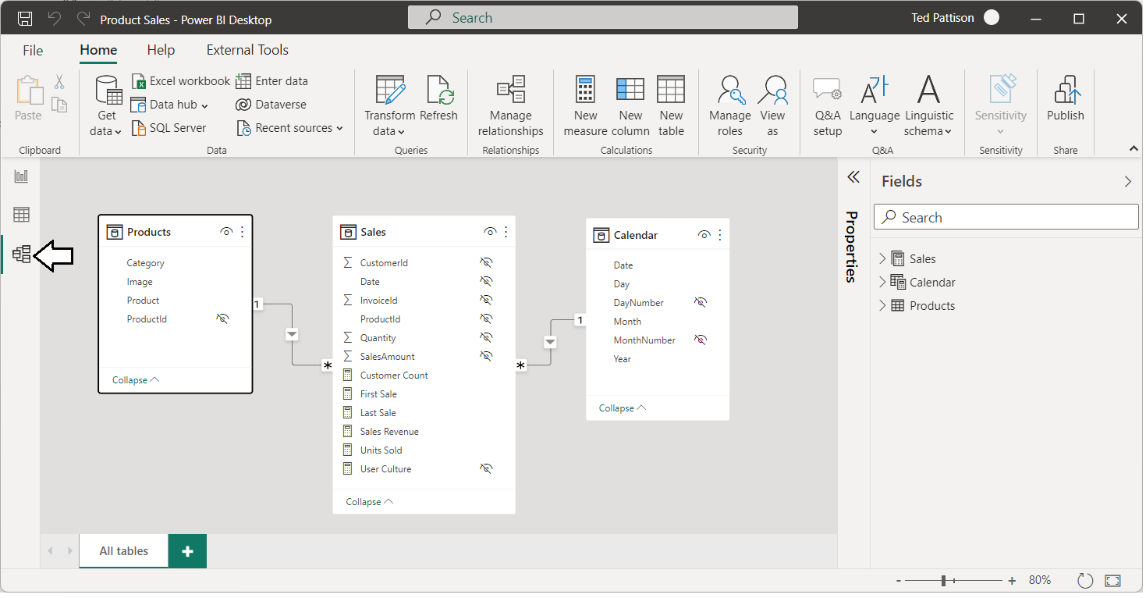 Product Sales - Power BI Desktop
Search
Ted Pattison
File
Home
Help
External Tools
Paste
Clipboard
Get data
Excel workbook
Data hub
SQL Server
Enter data
Dataverse
Recent sources
Data
Transform data
Refresh
Queries
Manage relationships
Relationships
New measure
New column
New table
Calculations
Manage roles
View as
Security
Q&A setup
Language
Linguistic schema
Q&A
Sensitivity
Sensitivity
Publish
Share
Products
Category
Image
Product
ProductId
Collapse
1
*
Sales
CustomerId
Date
InvoiceId
ProductId
Quantity
SalesAmount
Customer Count
First Sale
Last Sale
Sales Revenue
Units Sold
User Culture
Collapse
*
1
Calendar
Date
Day
DayNumber
Month
MonthNumber
Year
Collapse
Properties
Fields
Search
Sales
Calendar
Products
All tables
80%